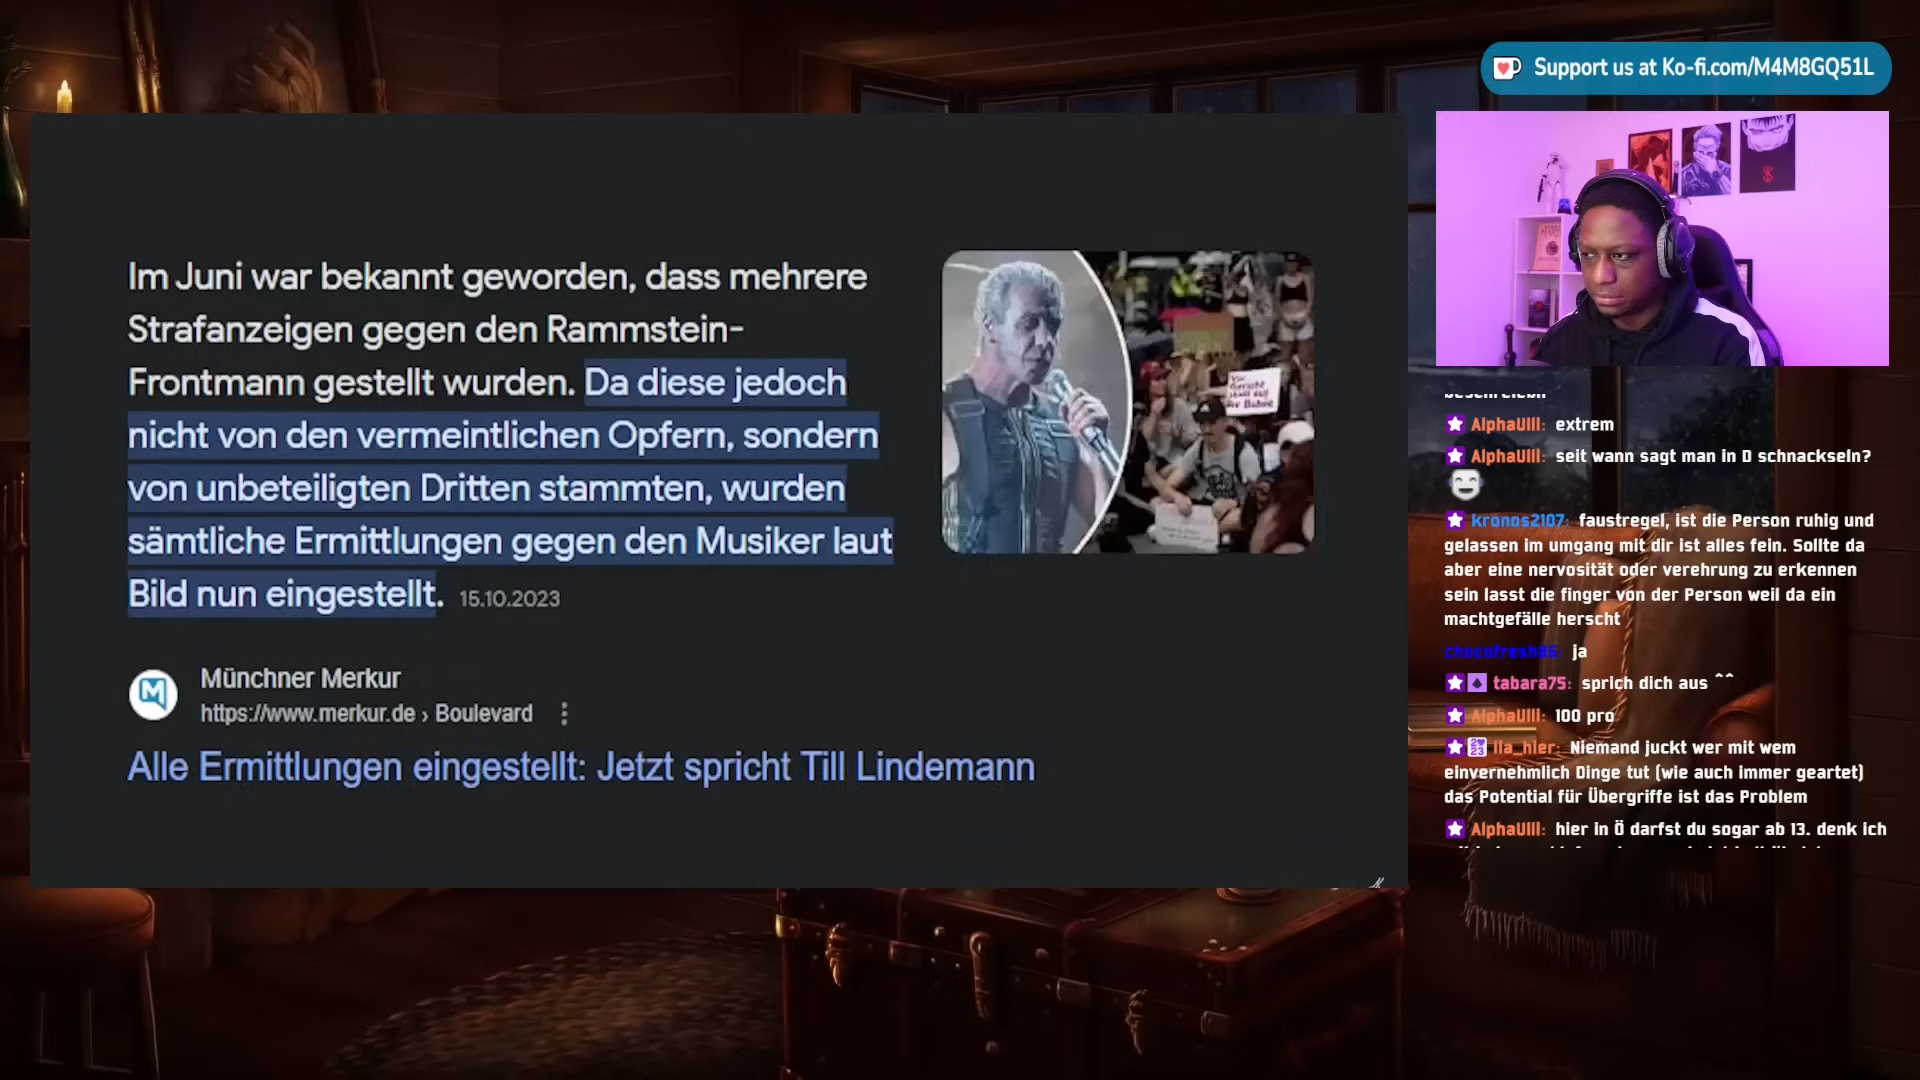 Support us at Ko-fi.com/M4M8GQ51L
Im Juni war bekannt geworden, dass mehrere
Strafanzeigen gegen den Rammstein-
Frontmann gestellt wurden. Da diese jedoch
nicht von den vermeintlichen Opfern, sondern
von unbeteiligten Dritten stammten, wurden
sämtliche Ermittlungen gegen den Musiker laut
Bild nun eingestellt. 15.10.2023
Münchner Merkur
https://www.merkur.de › Boulevard
Alle Ermittlungen eingestellt: Jetzt spricht Till Lindemann
AlphaUlli: extrem
AlphaUlli: seit wann sagt man in D schnackseln?
kronos2107: faustregel, ist die Person ruhig und
gelassen im umgang mit dir ist alles fein. Sollte da
aber eine nervosität oder verehrung zu erkennen
sein lasst die finger von der Person weil da ein
machtgefälle herscht
ja
tabara75: sprich dich aus ^^
AlphaUlli: 100 pro
lia_hier: Niemand juckt wer mit wem
einvernehmlich Dinge tut (wie auch immer geartet)
das Potential für Übergriffe ist das Problem
AlphaUlli: hier in Ö darfst du sogar ab 13. denk ich